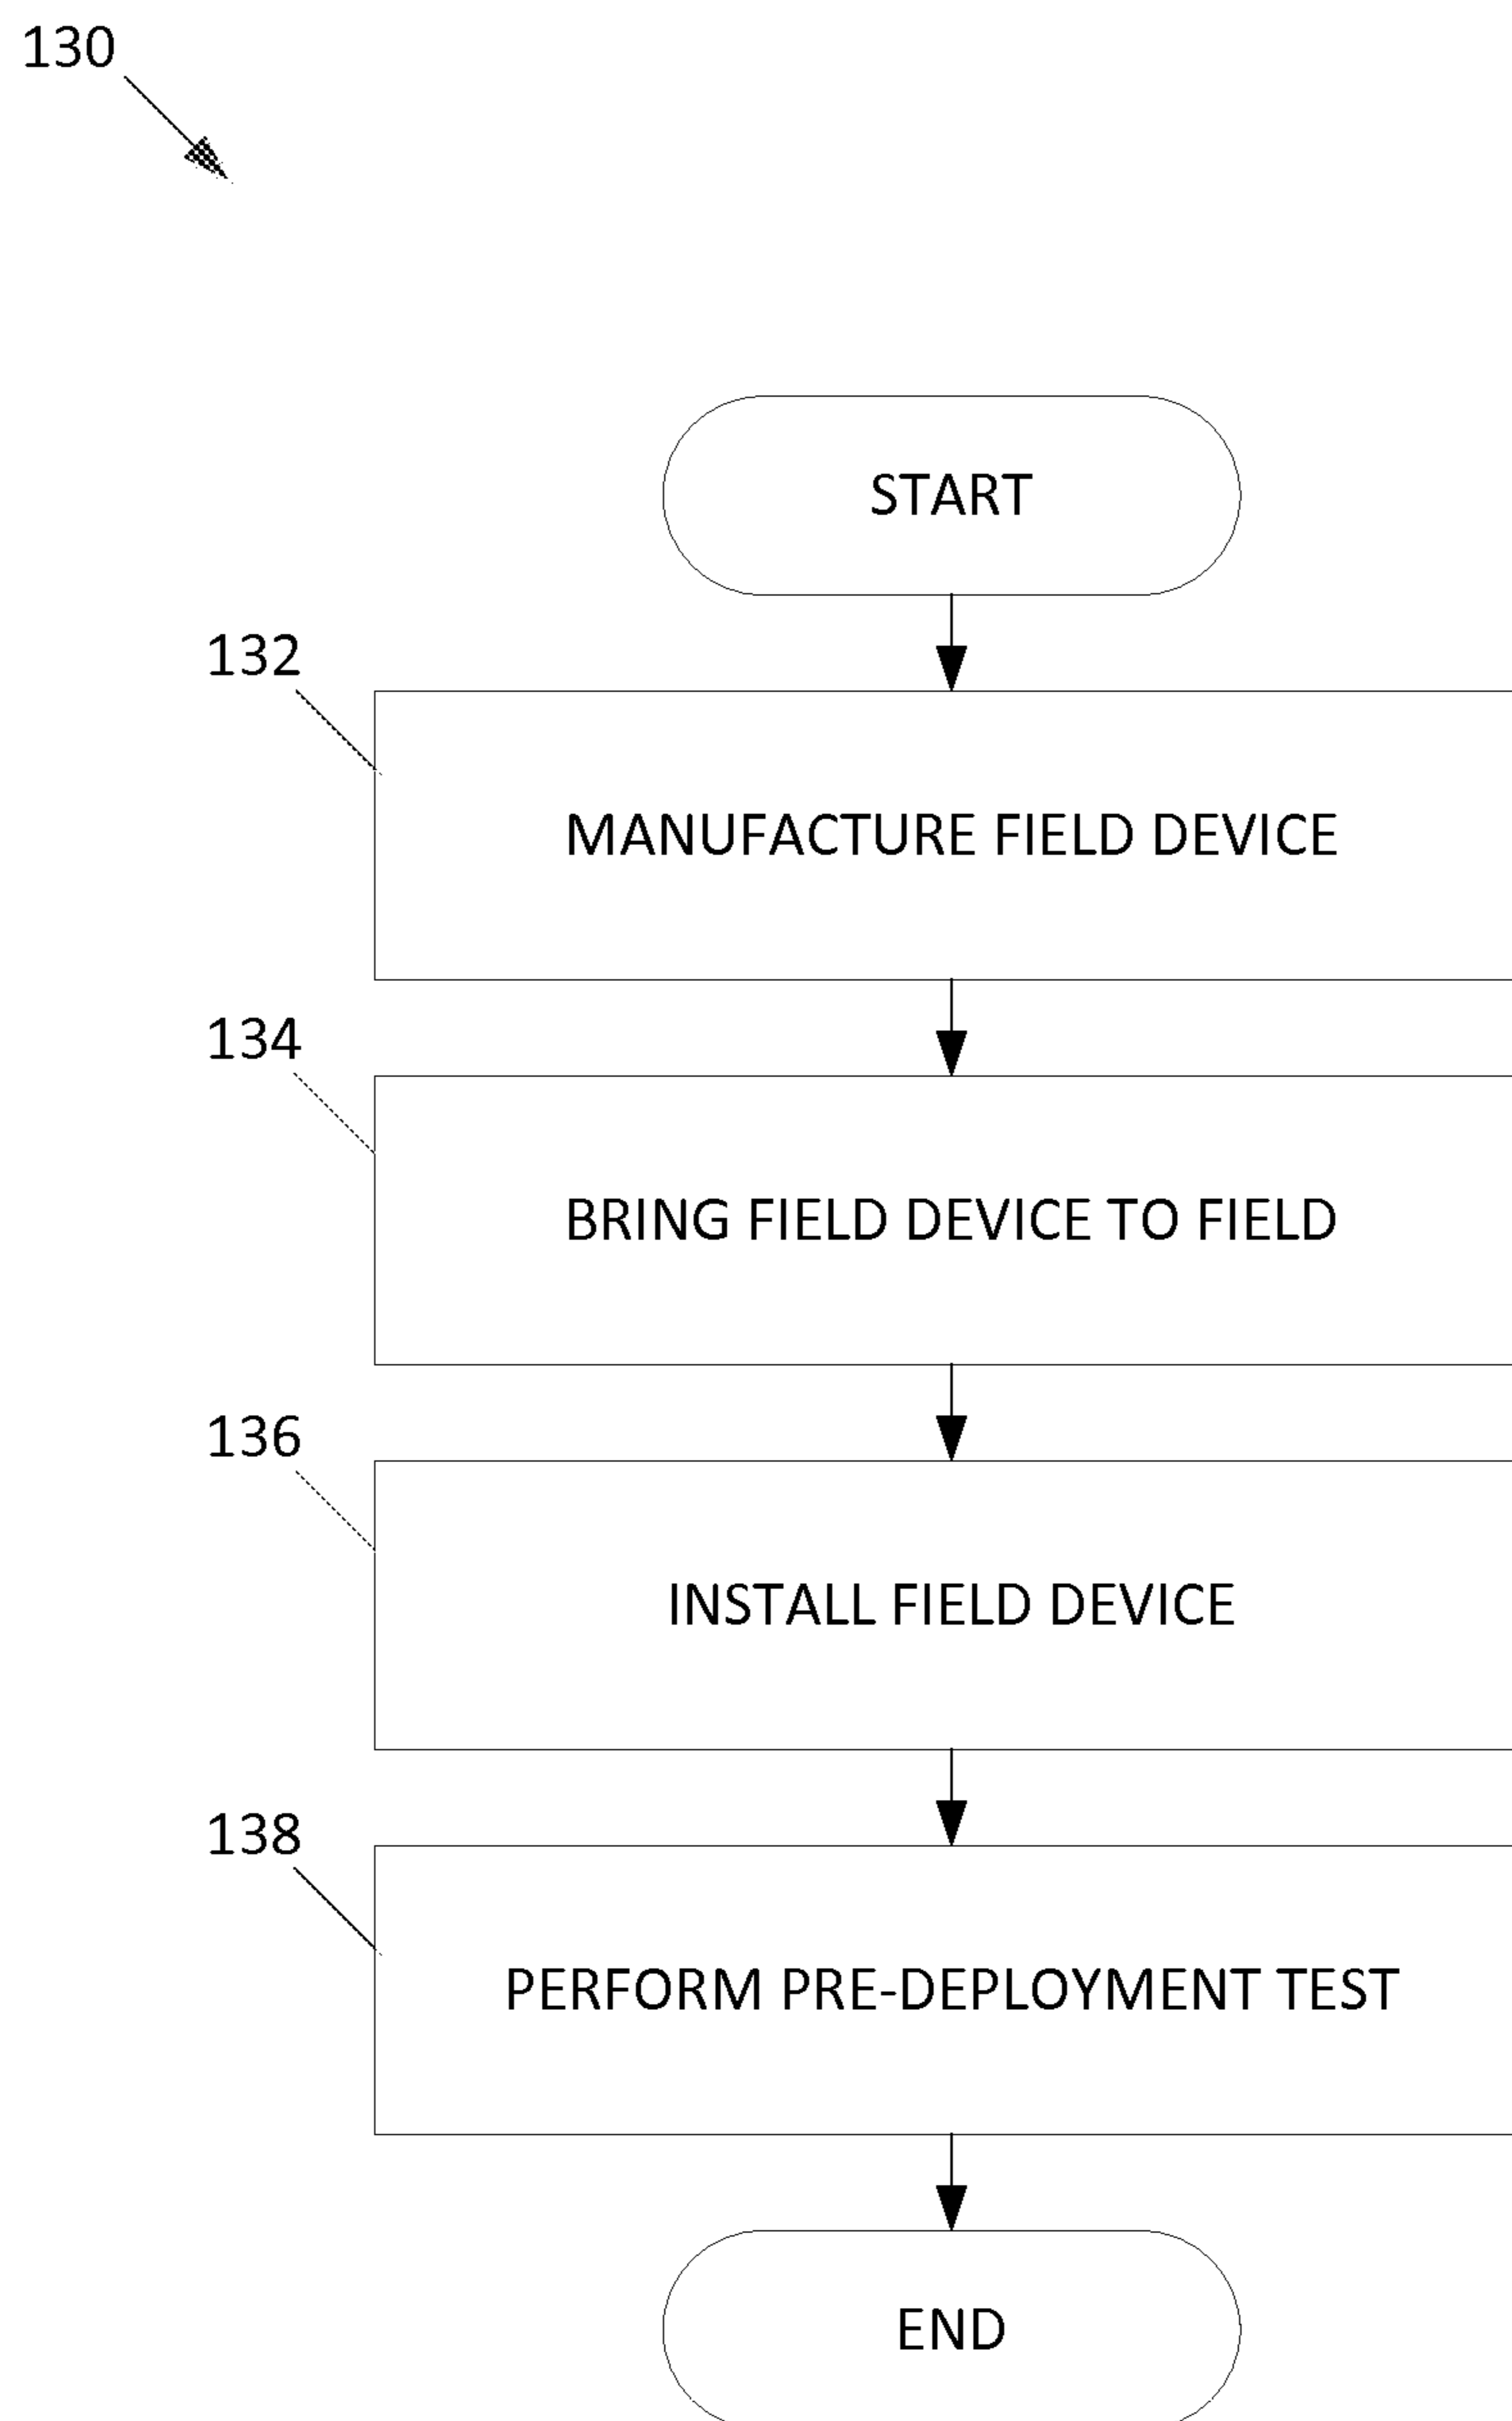 130
START
132
MANUFACTURE FIELD DEVICE
134
BRING FIELD DEVICE TO FIELD
136
INSTALL FIELD DEVICE
138
PERFORM PRE-DEPLOYMENT TEST
END